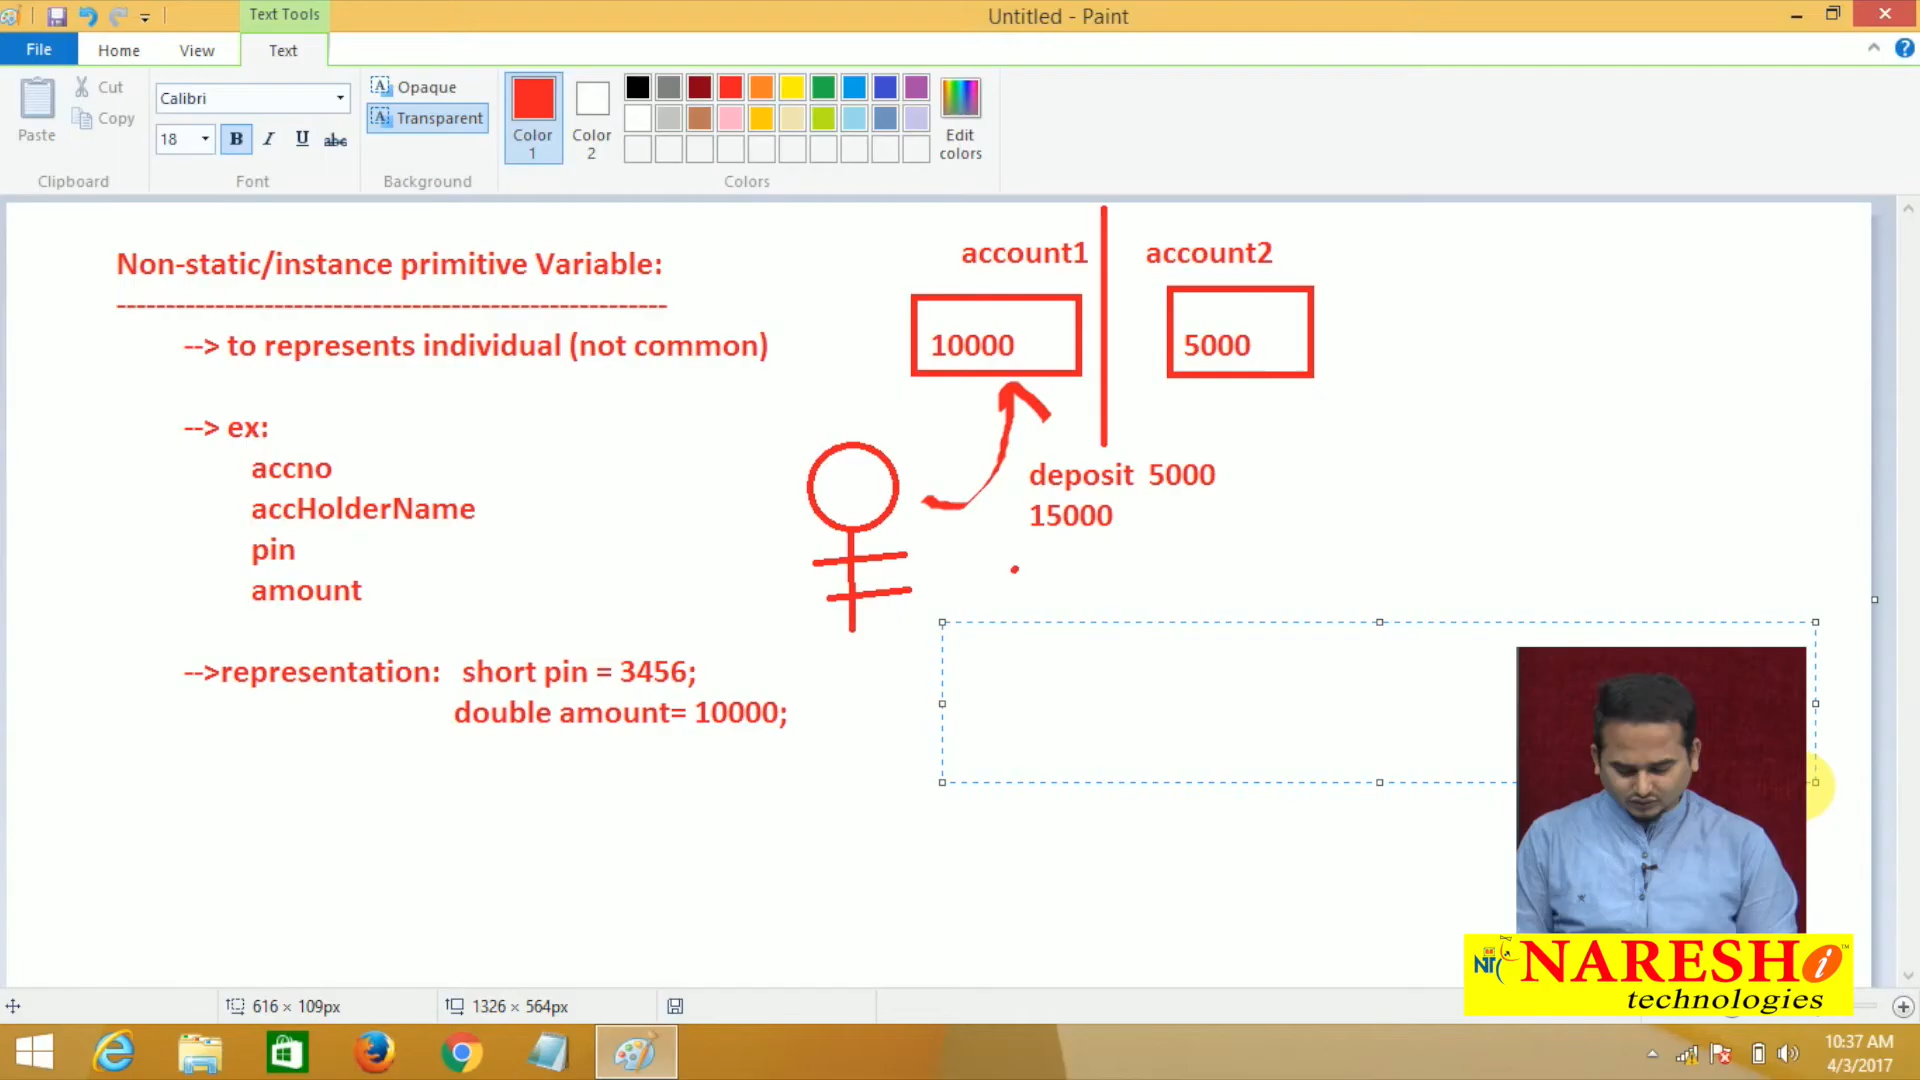 Text Tools
Untitled - Paint
File
Home
View
Text
Paste
Cut
Copy
Clipboard
Calibri
18
B
I
U
abc
Font
A Opaque
A Transparent
Background
Color 1
Color 2
Edit colors
Colors
Non-static/instance primitive Variable:
-------------------------------------------------------
--> to represents individual (not common)
--> ex:
accno
accHolderName
pin
amount
-->representation: short pin = 3456;
double amount= 10000;
account1
account2
10000
5000
deposit 5000
15000
NT
NARESH i ™
technologies
616 × 109px
1326 × 564px
10:37 AM
4/3/2017